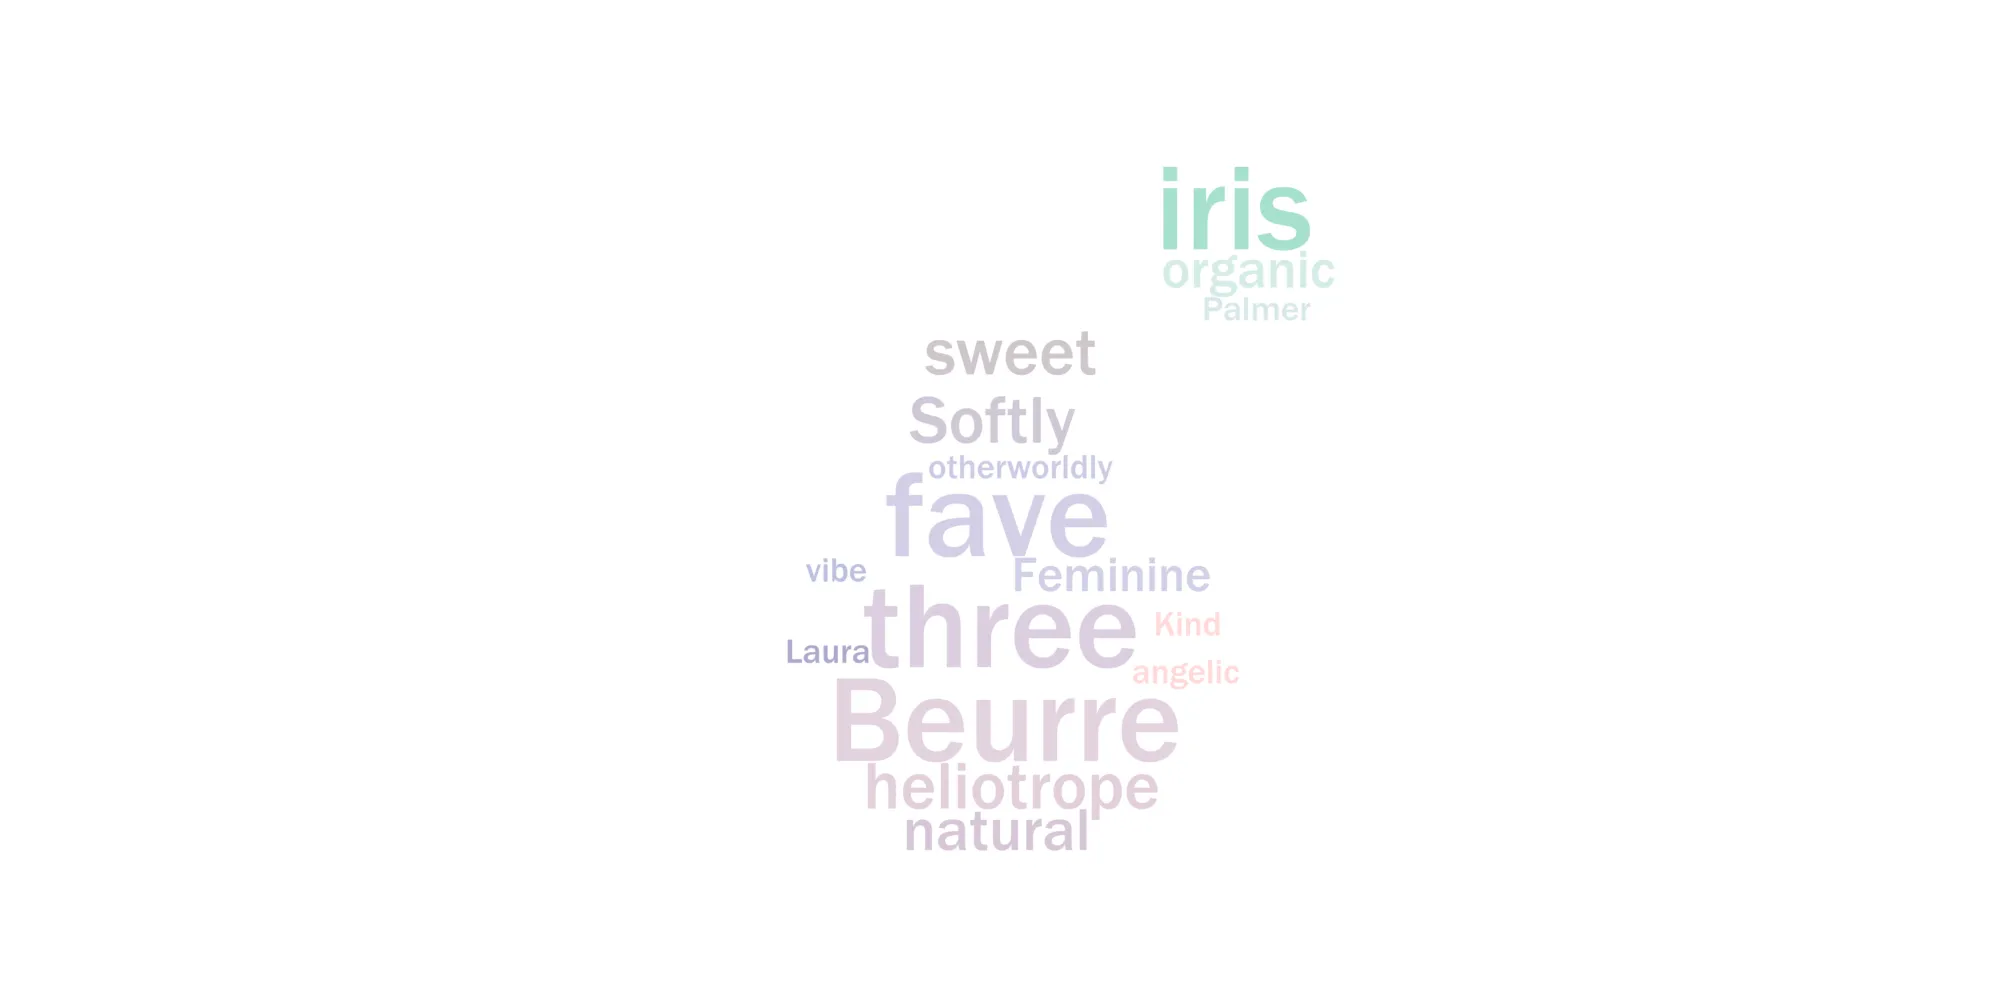 iris
organic
Palmer
sweet
Softly
otherworldly
fave
vibe
Feminine
three
Kind
Laura
angelic
Beurre
heliotrope
natural